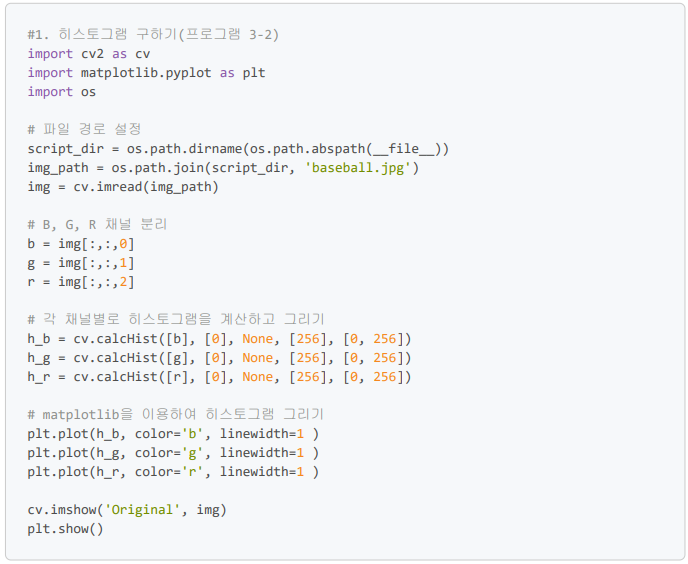 #1. 히스토그램 구하기(프로그램 3-2)
import cv2 as cv
import matplotlib.pyplot as plt
import os

# 파일 경로 설정
script_dir = os.path.dirname(os.path.abspath(__file__))
img_path = os.path.join(script_dir, 'baseball.jpg')
img = cv.imread(img_path)

# B, G, R 채널 분리
b = img[:,:,0]
g = img[:,:,1]
r = img[:,:,2]

# 각 채널별로 히스토그램을 계산하고 그리기
h_b = cv.calcHist([b], [0], None, [256], [0, 256])
h_g = cv.calcHist([g], [0], None, [256], [0, 256])
h_r = cv.calcHist([r], [0], None, [256], [0, 256])

# matplotlib을 이용하여 히스토그램 그리기
plt.plot(h_b, color='b', linewidth=1 )
plt.plot(h_g, color='g', linewidth=1 )
plt.plot(h_r, color='r', linewidth=1 )

cv.imshow('Original', img)
plt.show()